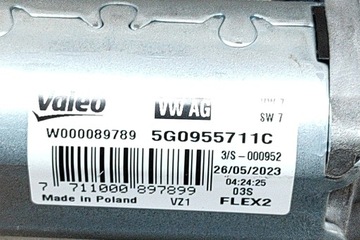 Valeo VW AG
SW 7
W000089789 5G0955711C
3/S-000952
26/05/2023
04:24:25
7 711000 897899 03S
Made in Poland VZ1 FLEX2